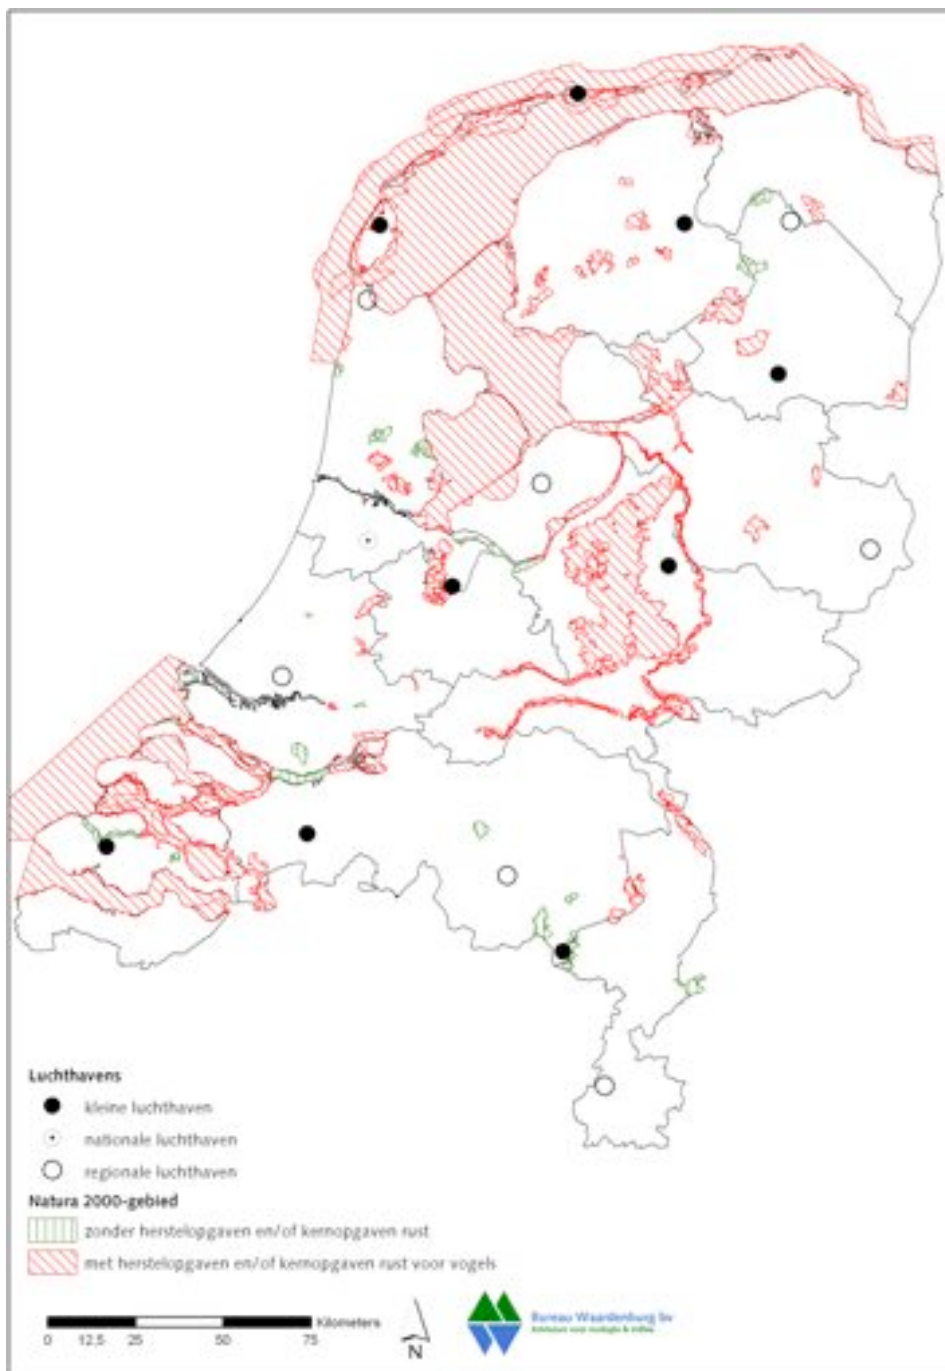 Luchthavens
kleine luchthaven
nationale luchthaven
regionale luchthaven
Natura 2000-gebied
zonder herstelopgaven en/of kernopgaven rust
met herstelopgaven en/of kernopgaven rust voor vogels
Kilometers
0 12,5 25 50 75
N
Bureau Waardenburg bv